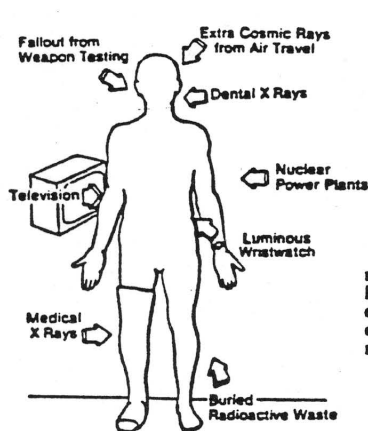 Fallout from
Weapon Testing
Extra Cosmic Rays
from Air Travel
Dental X Rays
Nuclear
Power Plants
Television
Luminous
Wristwatch
Medical
X Rays
Buried
Radioactive Waste